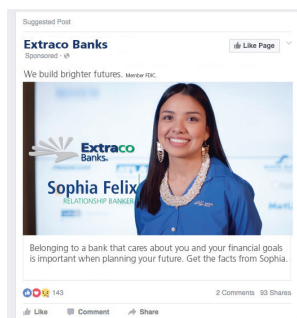 Suggested Post
Extraco Banks
Like Page
Sponsored ·
We build brighter futures. Member FDIC.
Extraco
Banks.
Sophia Felix
RELATIONSHIP BANKER
Belonging to a bank that cares about you and your financial goals
is important when planning your future. Get the facts from Sophia.
143
2 Comments 93 Shares
Like Comment Share